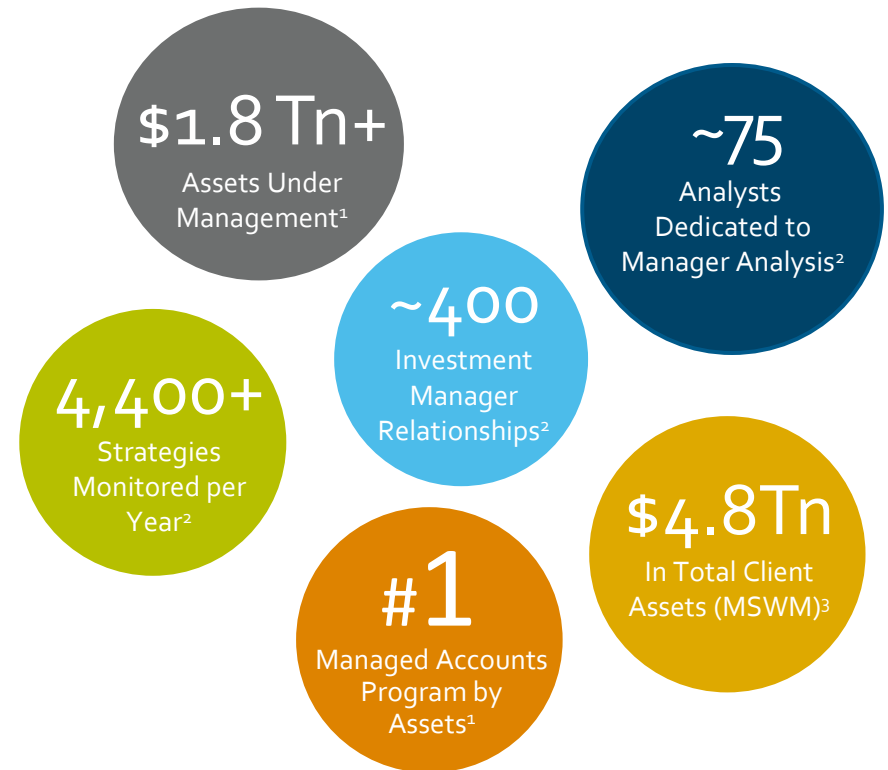 $1.8 Tn+
Assets Under
Management¹
~75
Analysts
Dedicated to
Manager Analysis²
~400
Investment
Manager
Relationships²
4,400+
Strategies
Monitored per
Year²
$4.8Tn
In Total Client
Assets (MSWM)³
#1
Managed Accounts
Program by
Assets¹